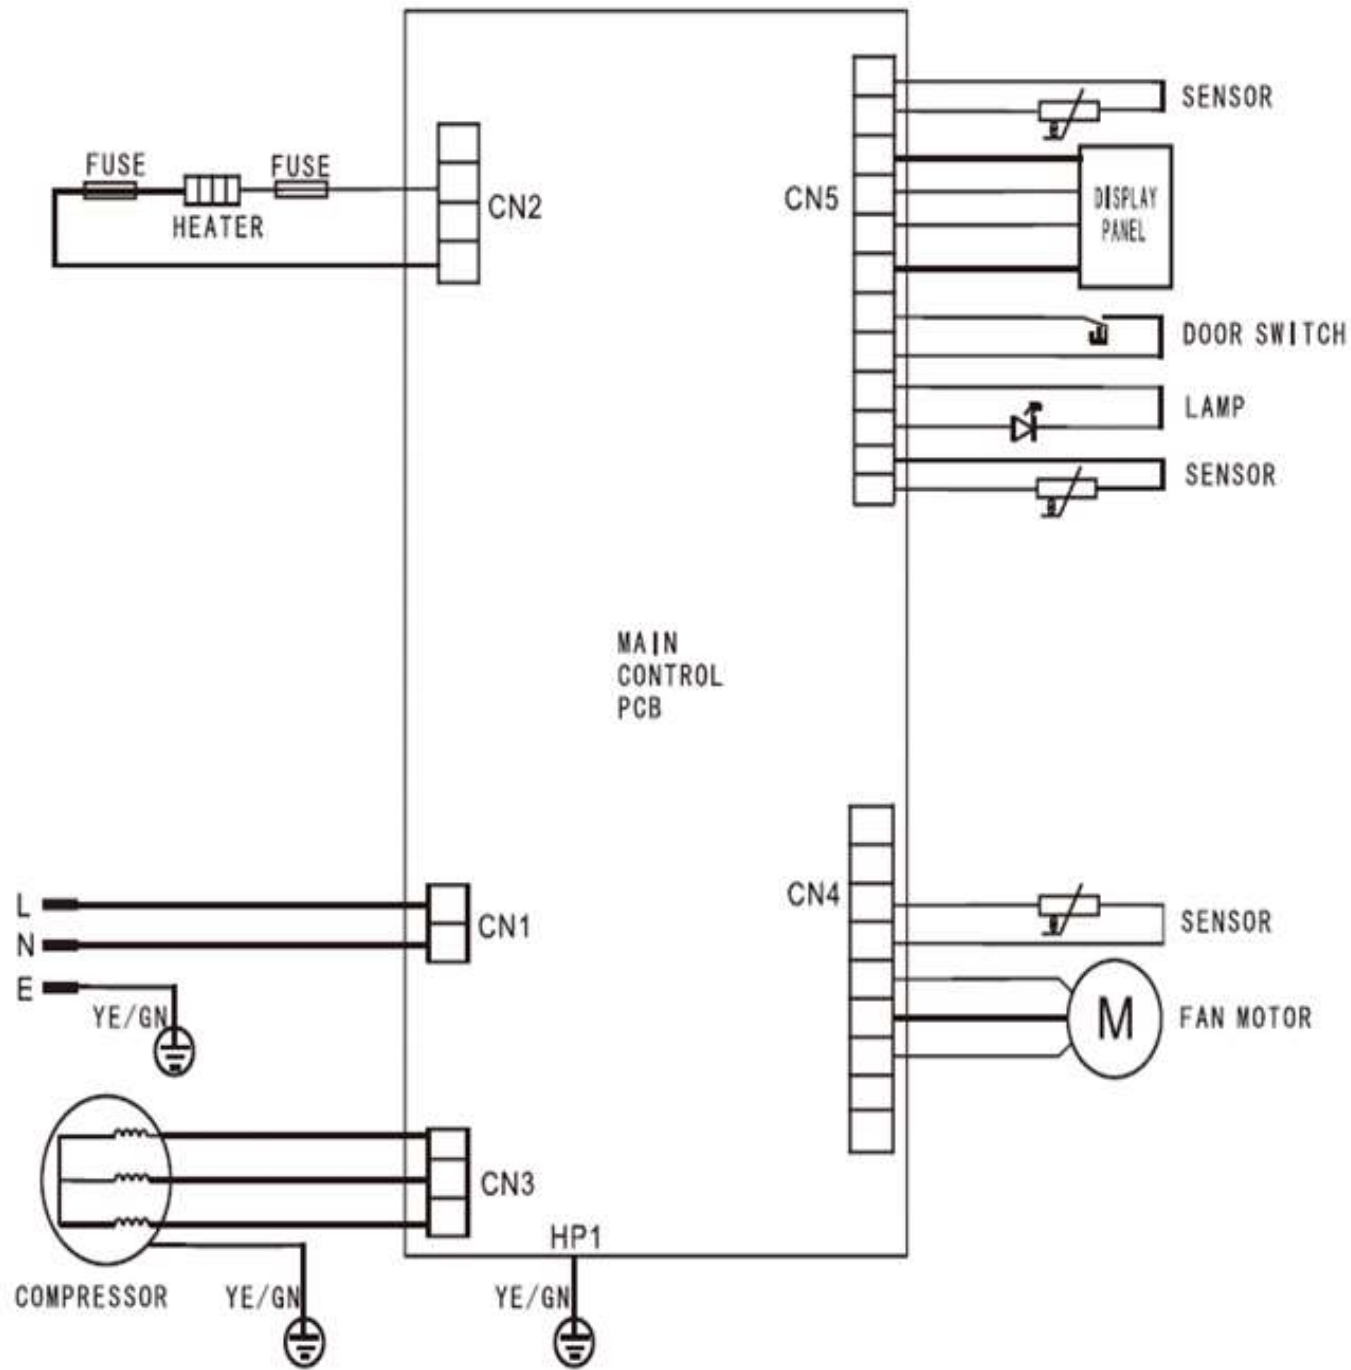 SENSOR
FUSE
FUSE
HEATER
CN2
CN5
DISPLAY
PANEL
DOOR SWITCH
LAMP
SENSOR
MAIN
CONTROL
PCB
L
N
E
CN1
YE/GN
CN4
SENSOR
M
FAN MOTOR
CN3
HP1
COMPRESSOR
YE/GN
YE/GN